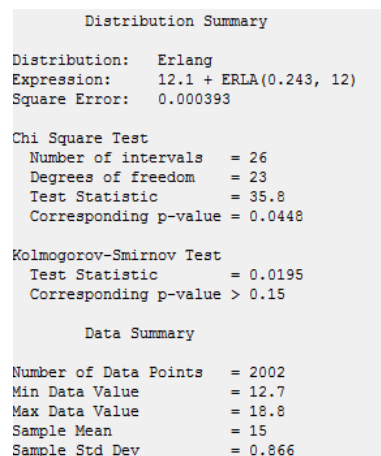 Distribution Summary
Distribution: Erlang
Expression: 12.1 + ERLA(0.243, 12)
Square Error: 0.000393
Chi Square Test
Number of intervals = 26
Degrees of freedom = 23
Test Statistic = 35.8
Corresponding p-value = 0.0448
Kolmogorov-Smirnov Test
Test Statistic = 0.0195
Corresponding p-value > 0.15
Data Summary
Number of Data Points = 2002
Min Data Value = 12.7
Max Data Value = 18.8
Sample Mean = 15
Sample Std Dev = 0.866